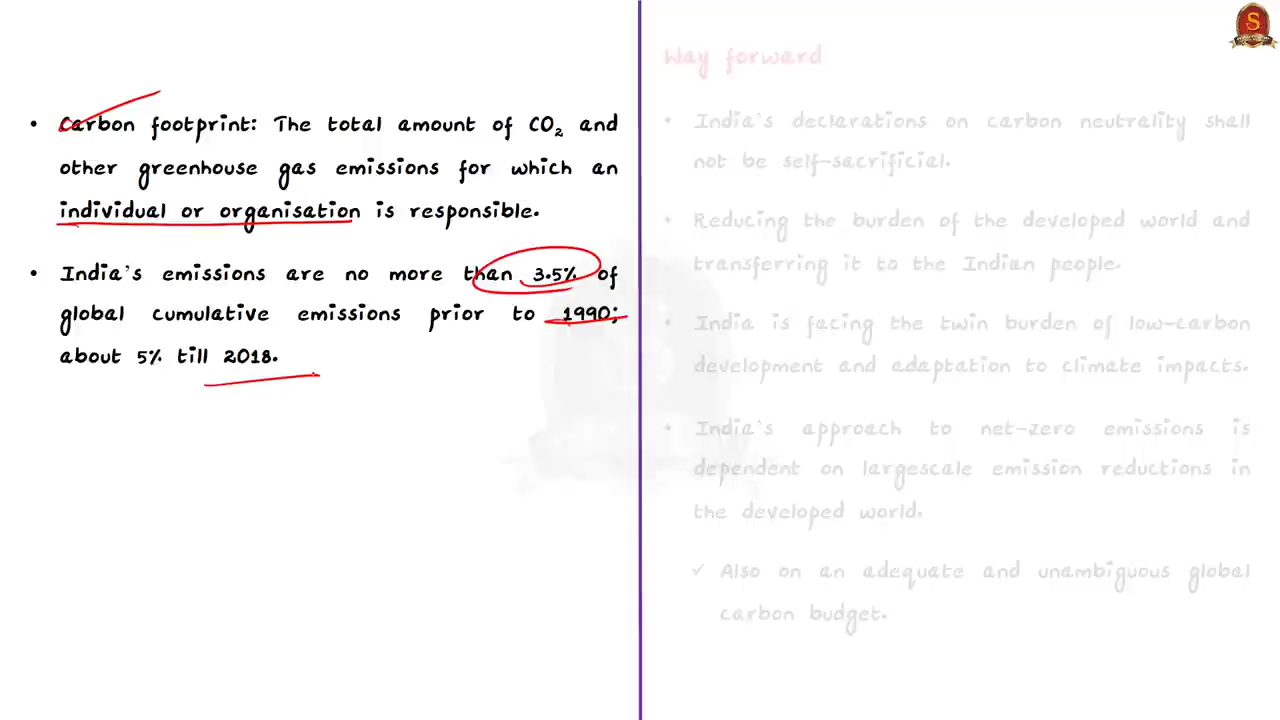 • Carbon footprint: The total amount of CO₂ and
other greenhouse gas emissions for which an
individual or organisation is responsible.
• India's emissions are no more than 3.5% of
global cumulative emissions prior to 1990;
about 5% till 2018.
Way forward
• India's declarations on carbon neutrality shall
not be self-sacrificial.
• Reducing the burden of the developed world and
transferring it to the Indian people.
• India is facing the twin burden of low-carbon
development and adaptation to climate impacts.
• India's approach to net-zero emissions is
dependent on largescale emission reductions in
the developed world.
✓ Also on an adequate and unambiguous global
carbon budget.
S